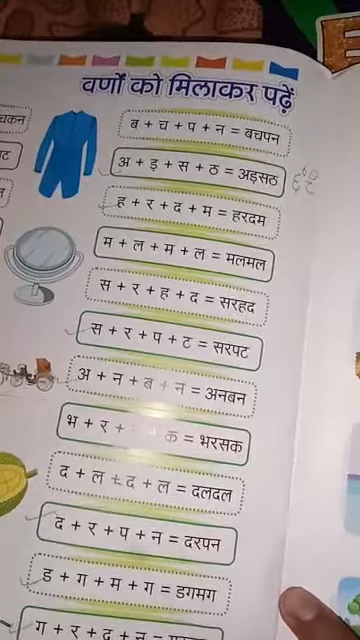 वर्णों को मिलाकर पढ़ें
ब + च + प + न = बचपन
अ + ड़ + स + ठ = अड़सठ
ह + र + द + म = हरदम
म + ल + म + ल = मलमल
स + र + ह + द = सरहद
स + र + प + ट = सरपट
अ + न + ब + न = अनबन
भ + र + क = भरसक
द + ल + द + ल = दलदल
द + र + प + न = दरपन
ड + ग + म + ग = डगमग
ग + र + द + न =